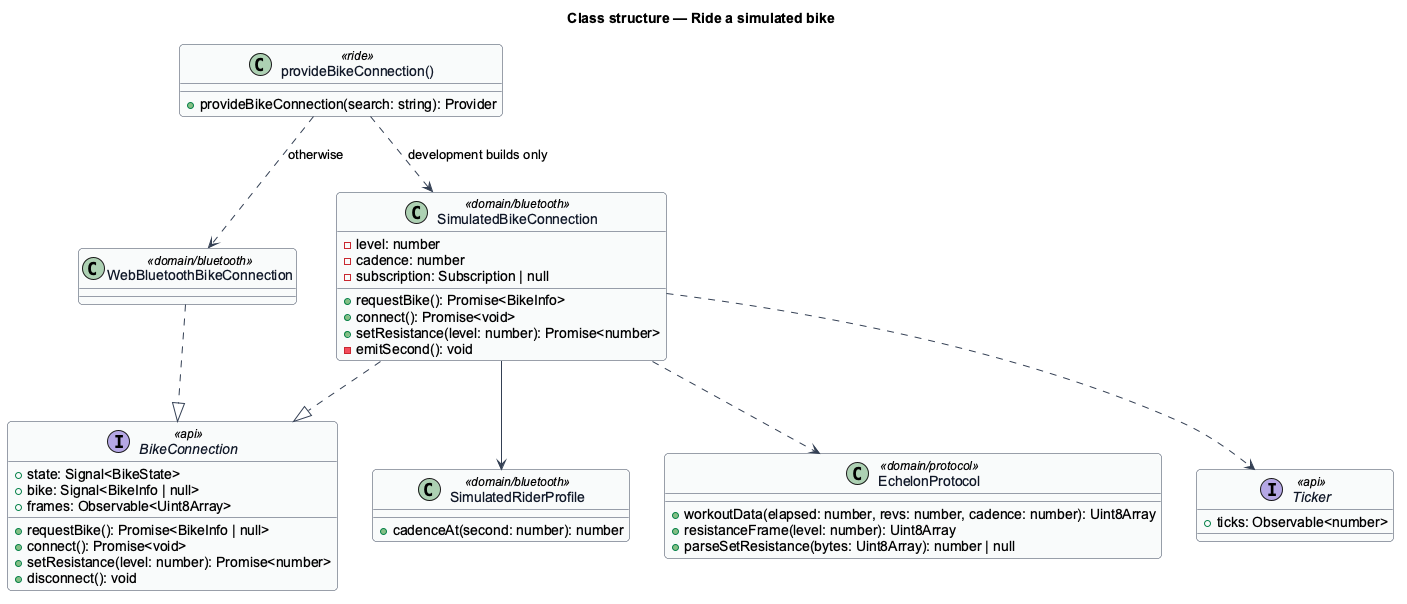 Class structure — Ride a simulated bike
C
«ride»
provideBikeConnection()
provideBikeConnection(search: string): Provider
otherwise
development builds only
C
«domain/bluetooth»
WebBluetoothBikeConnection
C
«domain/bluetooth»
SimulatedBikeConnection
level: number
cadence: number
subscription: Subscription | null
requestBike(): Promise<BikeInfo>
connect(): Promise<void>
setResistance(level: number): Promise<number>
emitSecond(): void
I
«api»
BikeConnection
state: Signal<BikeState>
bike: Signal<BikeInfo | null>
frames: Observable<Uint8Array>
requestBike(): Promise<BikeInfo | null>
connect(): Promise<void>
setResistance(level: number): Promise<number>
disconnect(): void
C
«domain/bluetooth»
SimulatedRiderProfile
cadenceAt(second: number): number
C
«domain/protocol»
EchelonProtocol
workoutData(elapsed: number, revs: number, cadence: number): Uint8Array
resistanceFrame(level: number): Uint8Array
parseSetResistance(bytes: Uint8Array): number | null
I
«api»
Ticker
ticks: Observable<number>